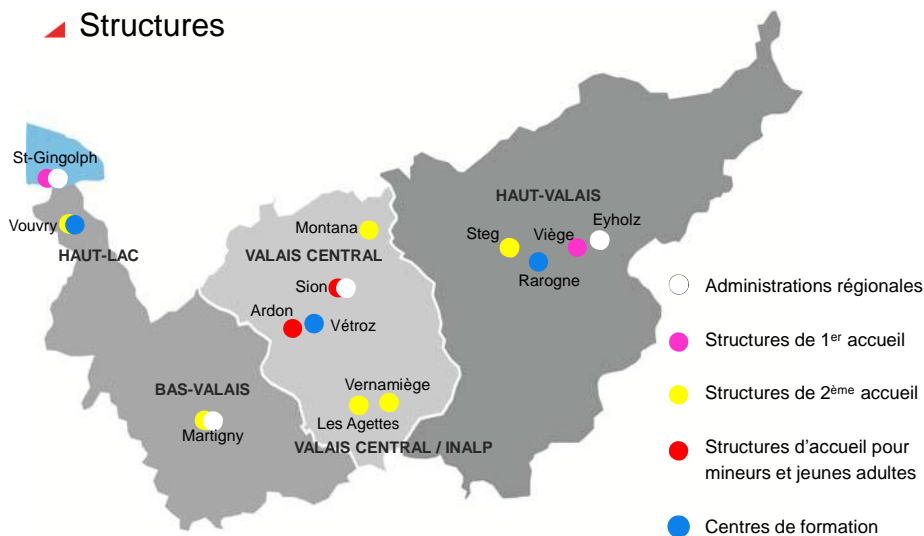 Structures
St-Gingolph
Vouvry
HAUT-LAC
Montana
VALAIS CENTRAL
Sion
Ardon
Vétroz
BAS-VALAIS
Martigny
Vernamiège
Les Agettes
VALAIS CENTRAL / INALP
HAUT-VALAIS
Eyholz
Steg
Viège
Rarogne
Administrations régionales
Structures de 1er accueil
Structures de 2ème accueil
Structures d'accueil pour
mineurs et jeunes adultes
Centres de formation